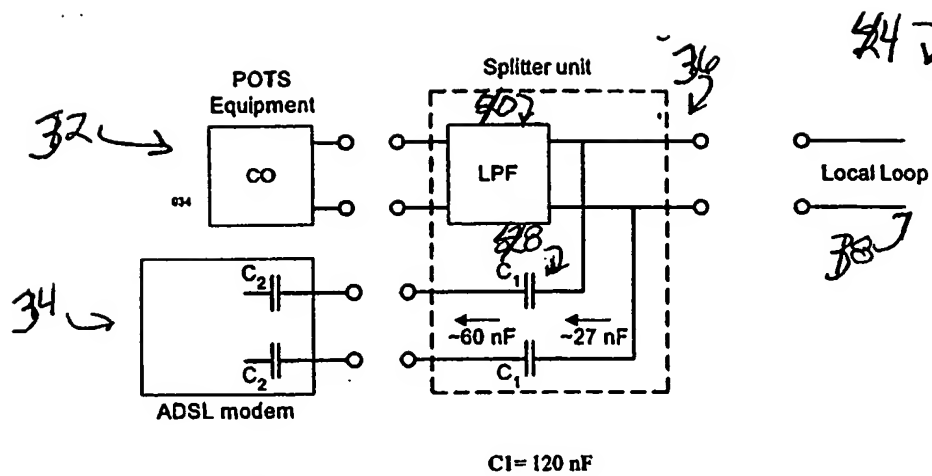 Splitter unit
36
POTS
Equipment
32
CO
LPF
Local Loop
38
34
C2
C1
~60 nF
~27 nF
C2
C1
ADSL modem
C1= 120 nF